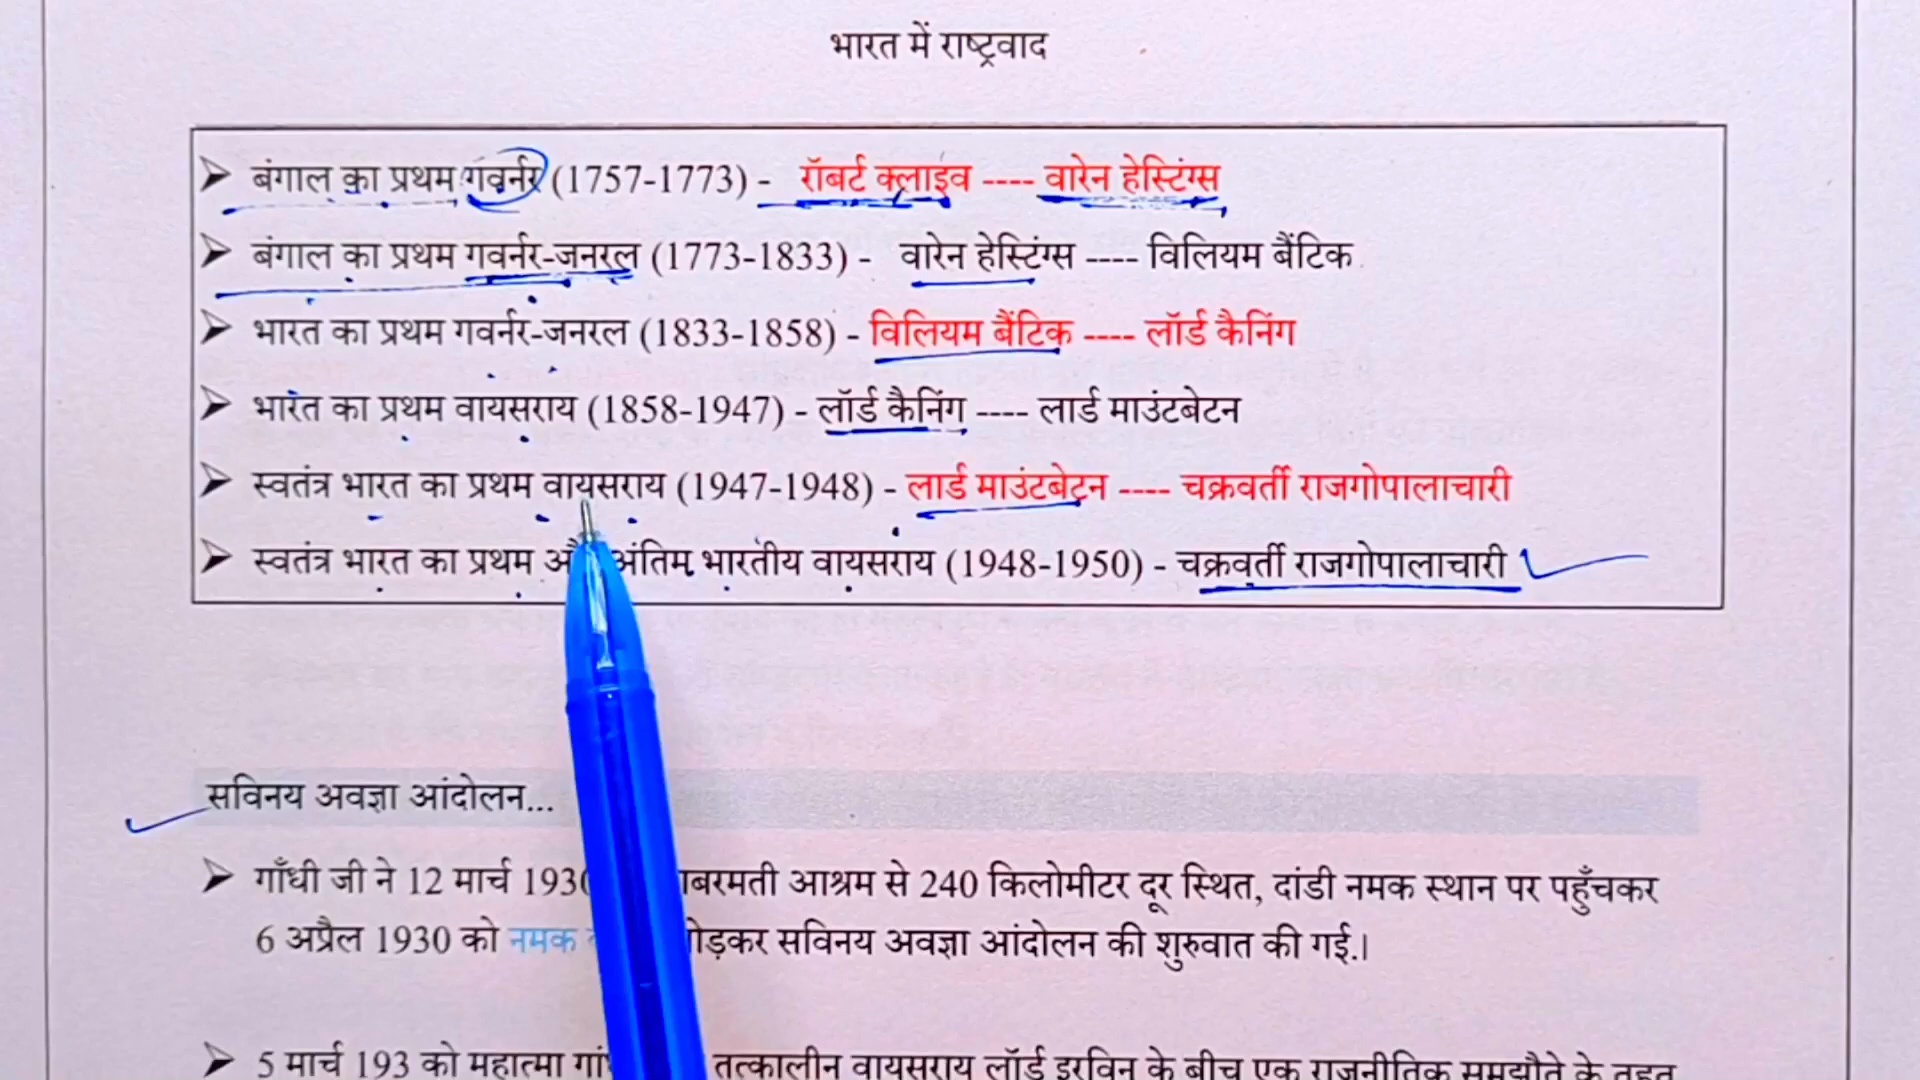 भारत में राष्ट्रवाद
➤ बंगाल का प्रथम गवर्नर (1757-1773) - रॉबर्ट क्लाइव ---- वारेन हेस्टिंग्स
➤ बंगाल का प्रथम गवर्नर-जनरल (1773-1833) - वारेन हेस्टिंग्स ---- विलियम बैंटिक
➤ भारत का प्रथम गवर्नर-जनरल (1833-1858) - विलियम बैंटिक ---- लॉर्ड कैनिंग
➤ भारत का प्रथम वायसराय (1858-1947) - लॉर्ड कैनिंग ---- लार्ड माउंटबेटन
➤ स्वतंत्र भारत का प्रथम वायसराय (1947-1948) - लार्ड माउंटबेटन ---- चक्रवर्ती राजगोपालाचारी
➤ स्वतंत्र भारत का प्रथम अंतिम भारतीय वायसराय (1948-1950) - चक्रवर्ती राजगोपालाचारी
सविनय अवज्ञा आंदोलन...
➤ गाँधी जी ने 12 मार्च आश्रम से 240 किलोमीटर दूर स्थित, दांडी नमक स्थान पर पहुँचकर
6 अप्रैल 1930 को नमक सविनय अवज्ञा आंदोलन की शुरुवात की गई.।
➤ 5 मार्च 193 को महात्मा तत्कालीन वायसराय लॉर्ड इरविन के बीच एक राजनीतिक समझौते के तहत